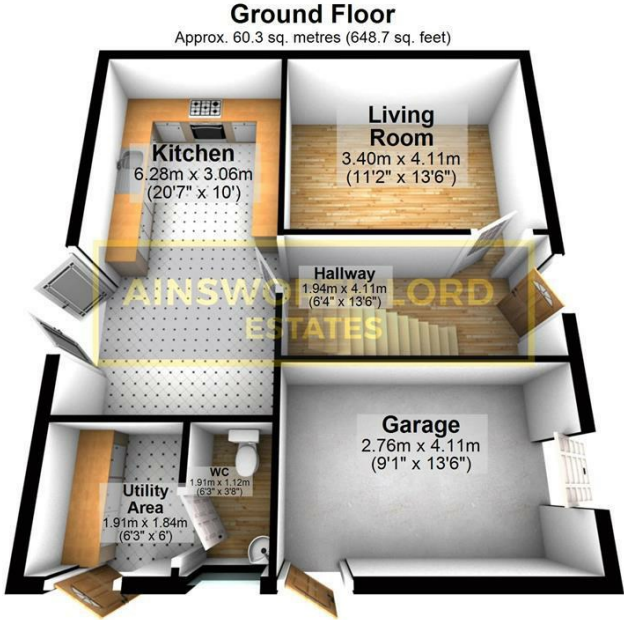 Ground Floor
Approx. 60.3 sq. metres (648.7 sq. feet)
Living
Room
3.40m x 4.11m
(11'2" x 13'6")
Kitchen
6.28m x 3.06m
(20'7" x 10')
Hallway
1.94m x 4.11m
(6'4" x 13'6")
AINSWO LORD
ESTATES
Garage
2.76m x 4.11m
(9'1" x 13'6")
WC
1.91m x 1.12m
(6'3" x 3'8")
Utility
Area
1.91m x 1.84m
(6'3" x 6')